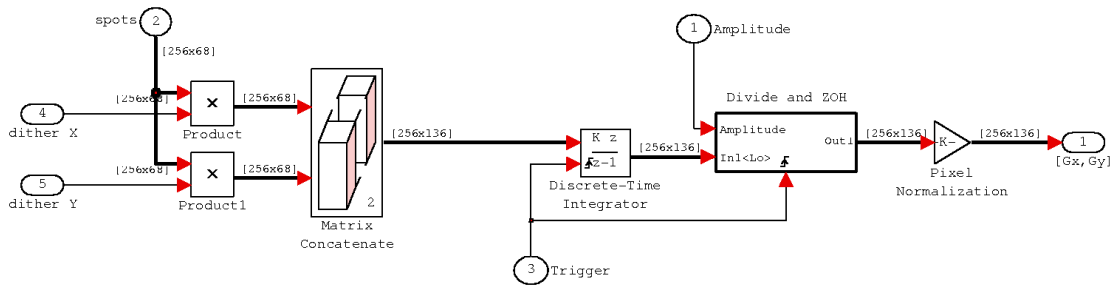 spots
2
[256x68]
1
Amplitude
[256x68]
[256x68]
4
×
dither X
Product
[256x68]
[256x68]
5
×
dither Y
Product1
2
Matrix
Concatenate
[256x136]
K z
z-1
Discrete-Time
Integrator
[256x136]
3
Trigger
Divide and ZOH
Amplitude
In1<Lo>
Out1
[256x136]
-K-
Pixel
Normalization
[256x136]
1
[Gx,Gy]